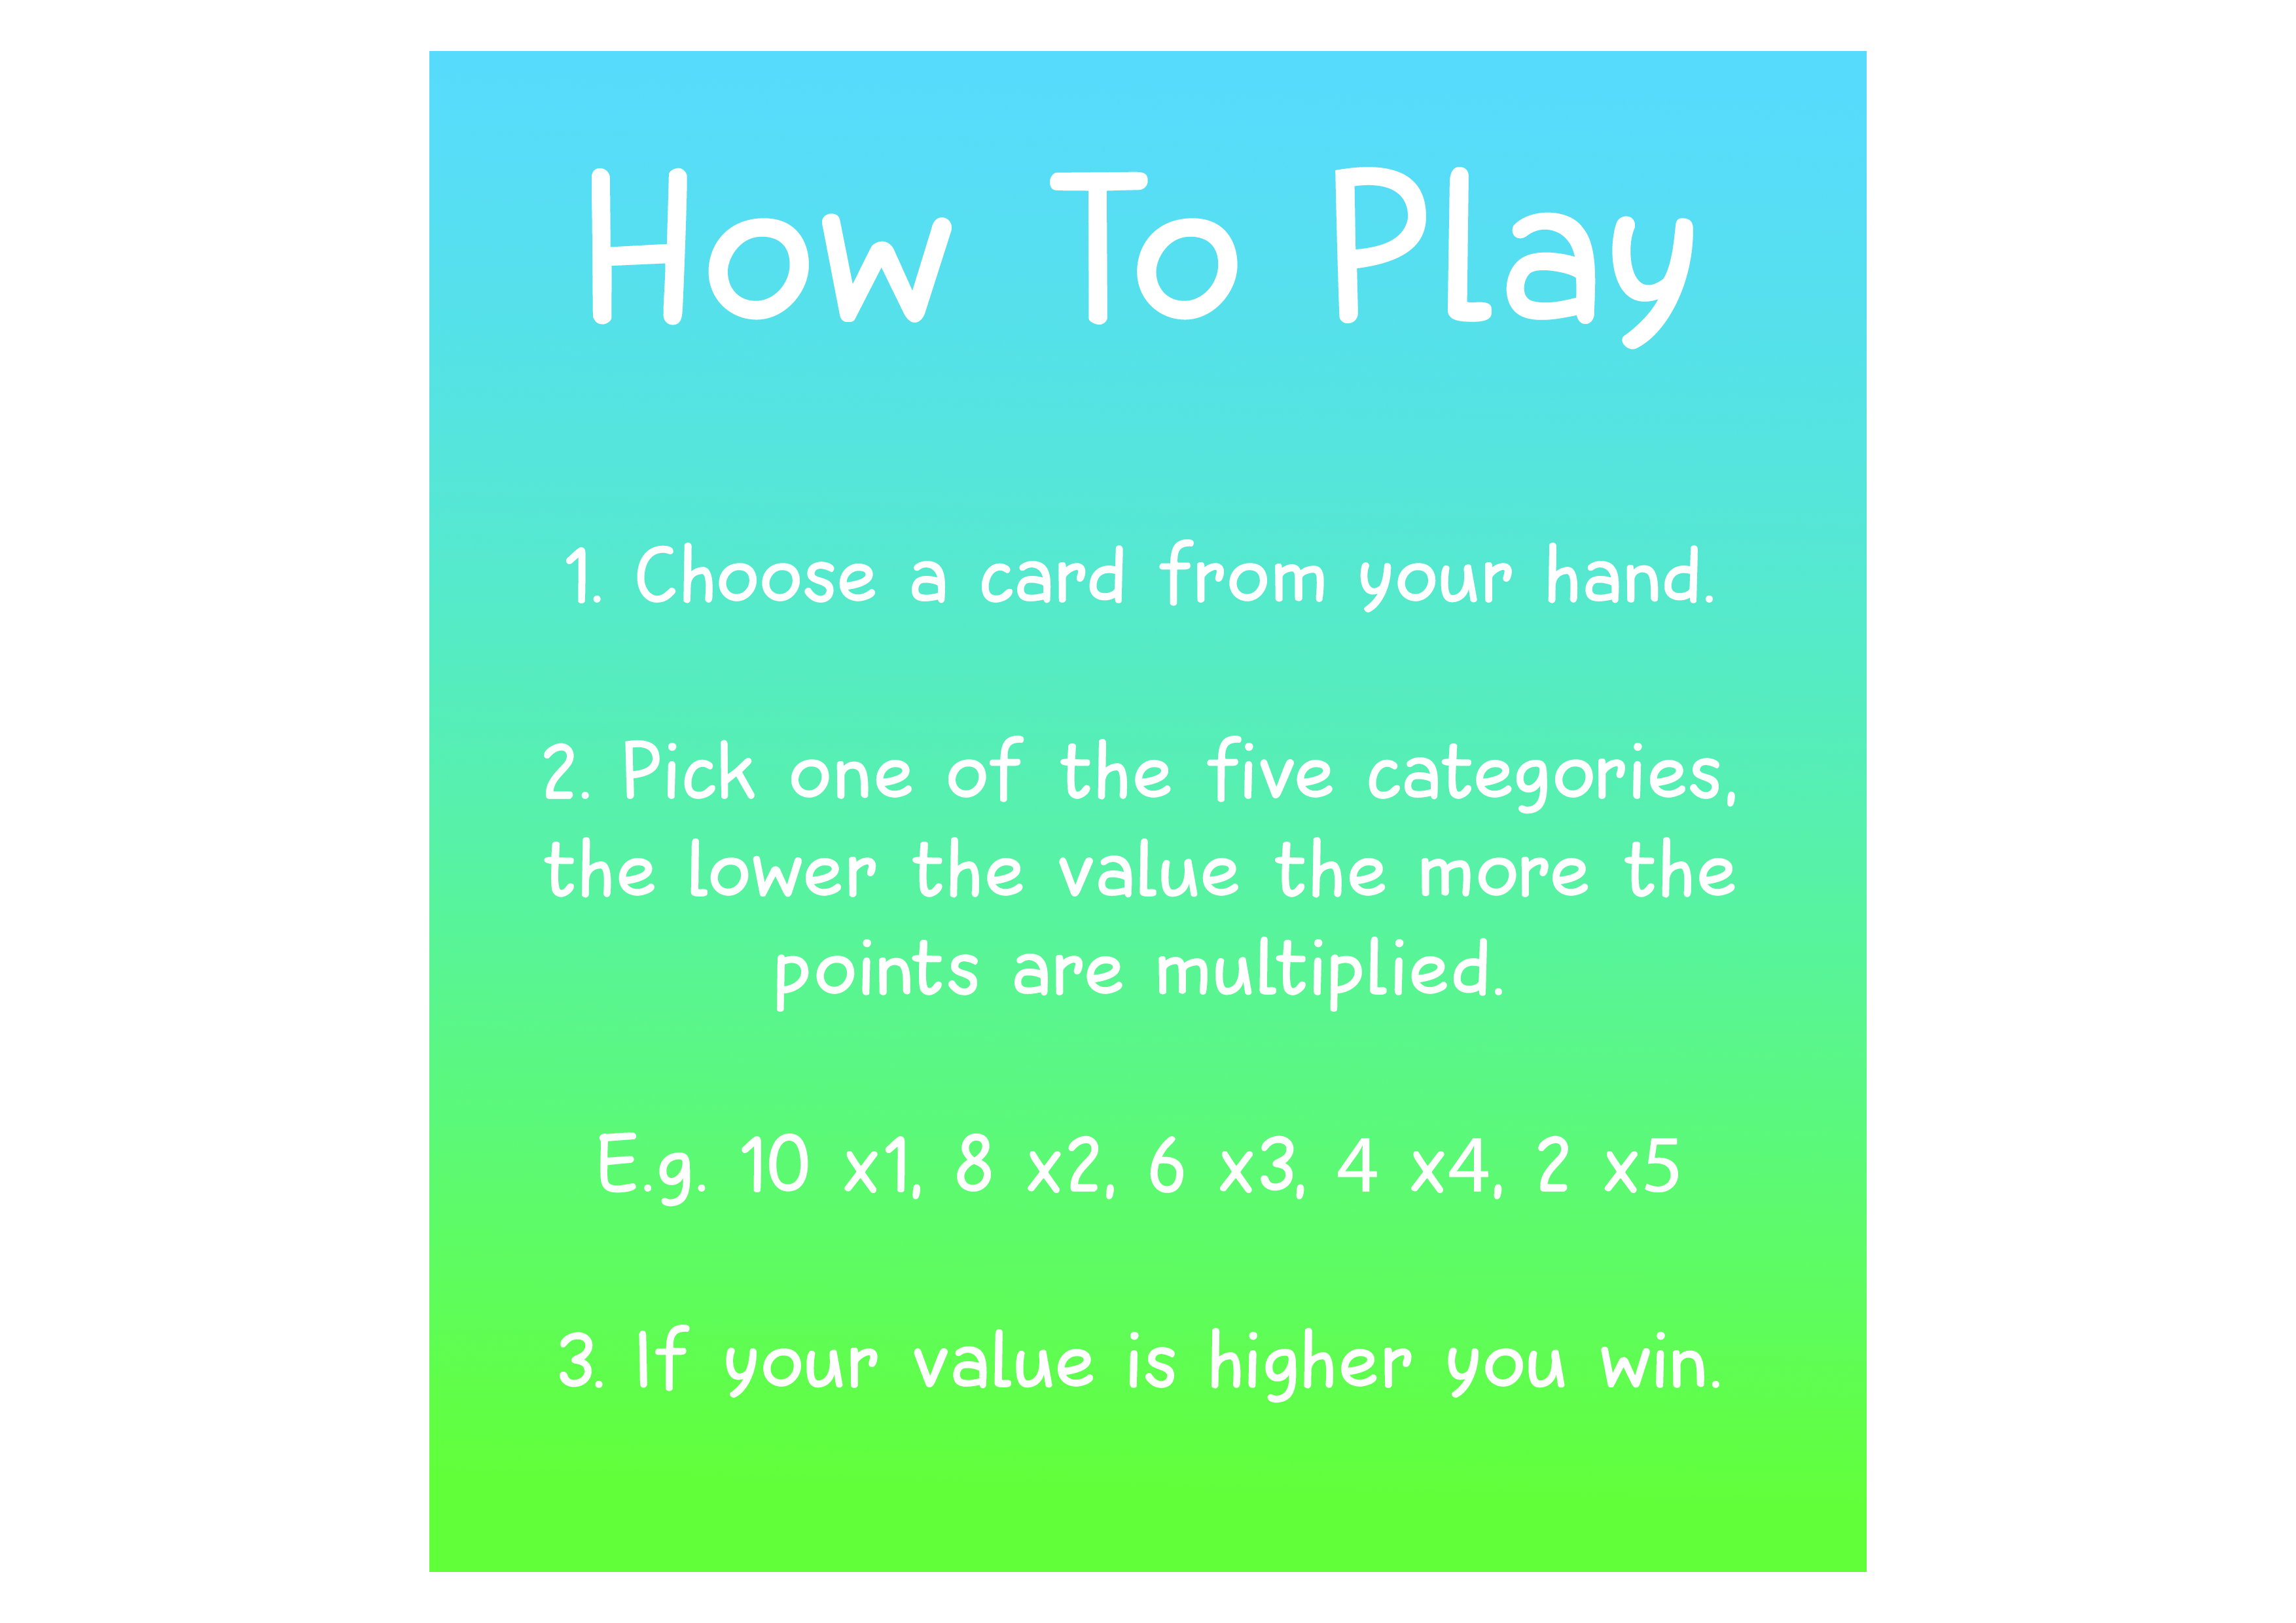 How To Play
1. Choose a card from your hand.
2. Pick one of the five categories,
the lower the value the more the
points are multiplied.
E.g. 10 x1, 8 x2, 6 x3, 4 x4, 2 x5
3. If your value is higher you win.